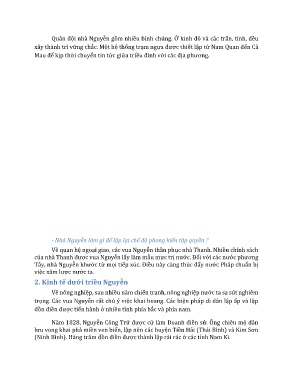 Quân đội nhà Nguyễn gồm nhiều binh chủng. Ở kinh đô và các trấn, tỉnh, đều
xây thành trì vững chắc. Một hệ thống trạm ngựa được thiết lập từ Nam Quan đến Cà
Mau để kịp thời chuyển tin tức giữa triều đình với các địa phương.
- Nhà Nguyễn làm gì để lập lại chế độ phong kiến tập quyền ?
Về quan hệ ngoại giao, các vua Nguyễn thần phục nhà Thanh. Nhiều chính sách
của nhà Thanh được vua Nguyễn lấy làm mẫu mực trị nước. Đối với các nước phương
Tây, nhà Nguyễn khước từ mọi tiếp xúc. Điều này càng thúc đẩy nước Pháp chuẩn bị
việc xâm lược nước ta.
2. Kinh tế dưới triều Nguyễn
Về nông nghiệp, sau nhiều năm chiến tranh, nông nghiệp nước ta sa sút nghiêm
trọng. Các vua Nguyễn rất chú ý việc khai hoang. Các biện pháp di dân lập ấp và lập
đồn điền được tiến hành ở nhiều tỉnh phía bắc và phía nam.
Năm 1828, Nguyễn Công Trứ được cử làm Doanh điền sứ. Ông chiêu mộ dân
lưu vong khai phá miền ven biển, lập nên các huyện Tiền Hải (Thái Bình) và Kim Sơn
(Ninh Bình). Hàng trăm đồn điền được thành lập rải rác ở các tỉnh Nam Kì.